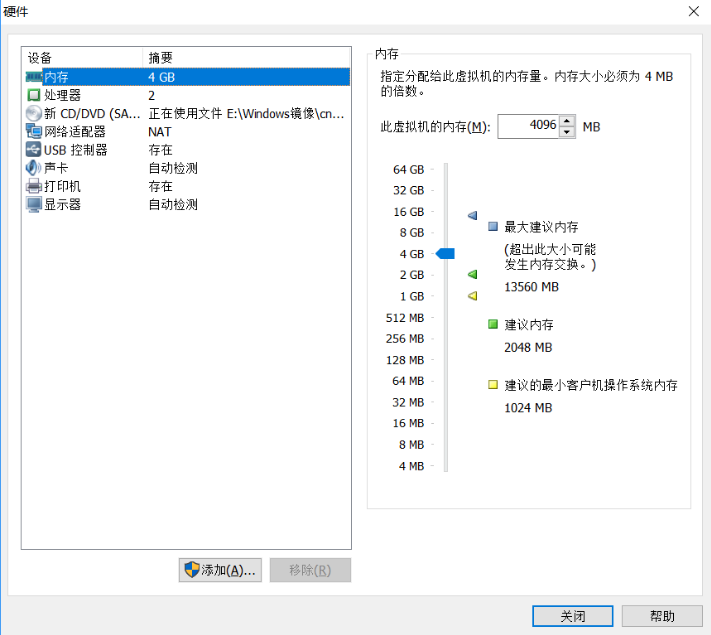 硬件
设备 摘要
内存 4 GB
处理器 2
新 CD/DVD (SA... 正在使用文件 E:\Windows镜像\cn...
网络适配器 NAT
USB 控制器 存在
声卡 自动检测
打印机 存在
显示器 自动检测
添加(A)... 移除(R)
内存
指定分配给此虚拟机的内存量。内存大小必须为 4 MB
的倍数。
此虚拟机的内存(M): 4096 MB
64 GB
32 GB
16 GB
8 GB
4 GB
2 GB
1 GB
512 MB
256 MB
128 MB
64 MB
32 MB
16 MB
8 MB
4 MB
最大建议内存
(超出此大小可能
发生内存交换。)
13560 MB
建议内存
2048 MB
建议的最小客户机操作系统内存
1024 MB
关闭 帮助